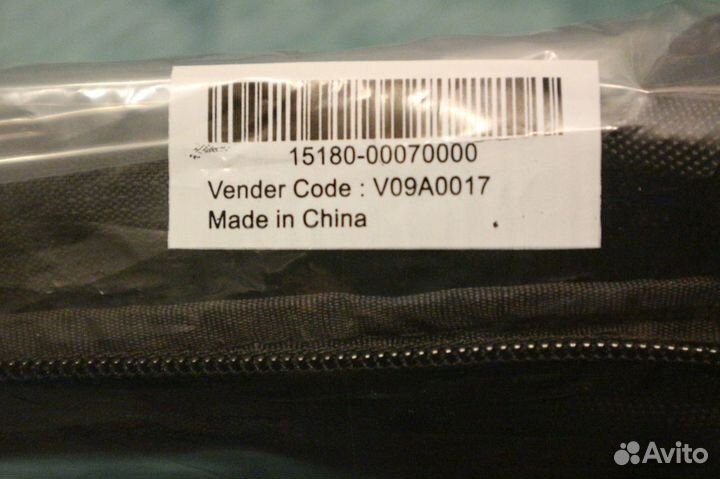 15180-00070000
Vender Code : V09A0017
Made in China
Avito